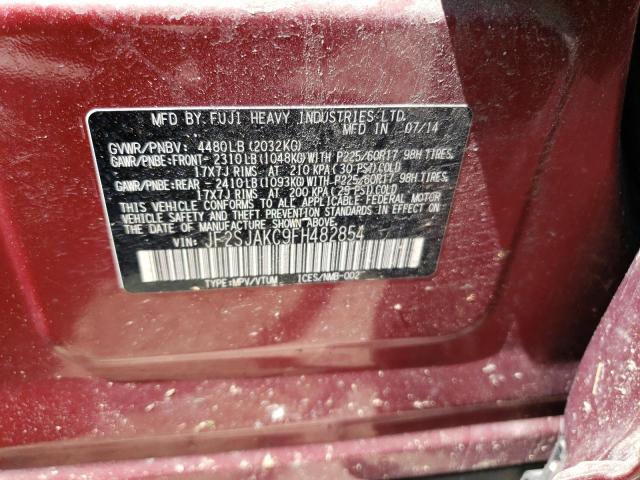 MFD BY: FUJI HEAVY INDUSTRIES LTD.
MFD IN 07/14
GVWR/PNBV: 4480LB (2032KG)
GAWR/PNBE:FRONT- 2310LB(1048KG)WITH P225/60R17 98H TIRES
17X7J RIMS AT 210 KPA(30 PSI)COLD
GAWR/PNBE:REAR - 2410LB(1093KG)WITH P225/60R17 98H TIRES
17X7J RIMS AT 200 KPA(29 PSI)COLD
THIS VEHICLE CONFORMS TO ALL APPLICABLE FEDERAL MOTOR
VEHICLE SAFETY AND THEFT PREVENTION STANDARDS IN EFFECT ON
THE DATE OF MANUFACTURE SHOWN ABOVE.
VIN: JF2SJAKC9FH482854
TYPE:MPV/VTUM ICES/NMB-002